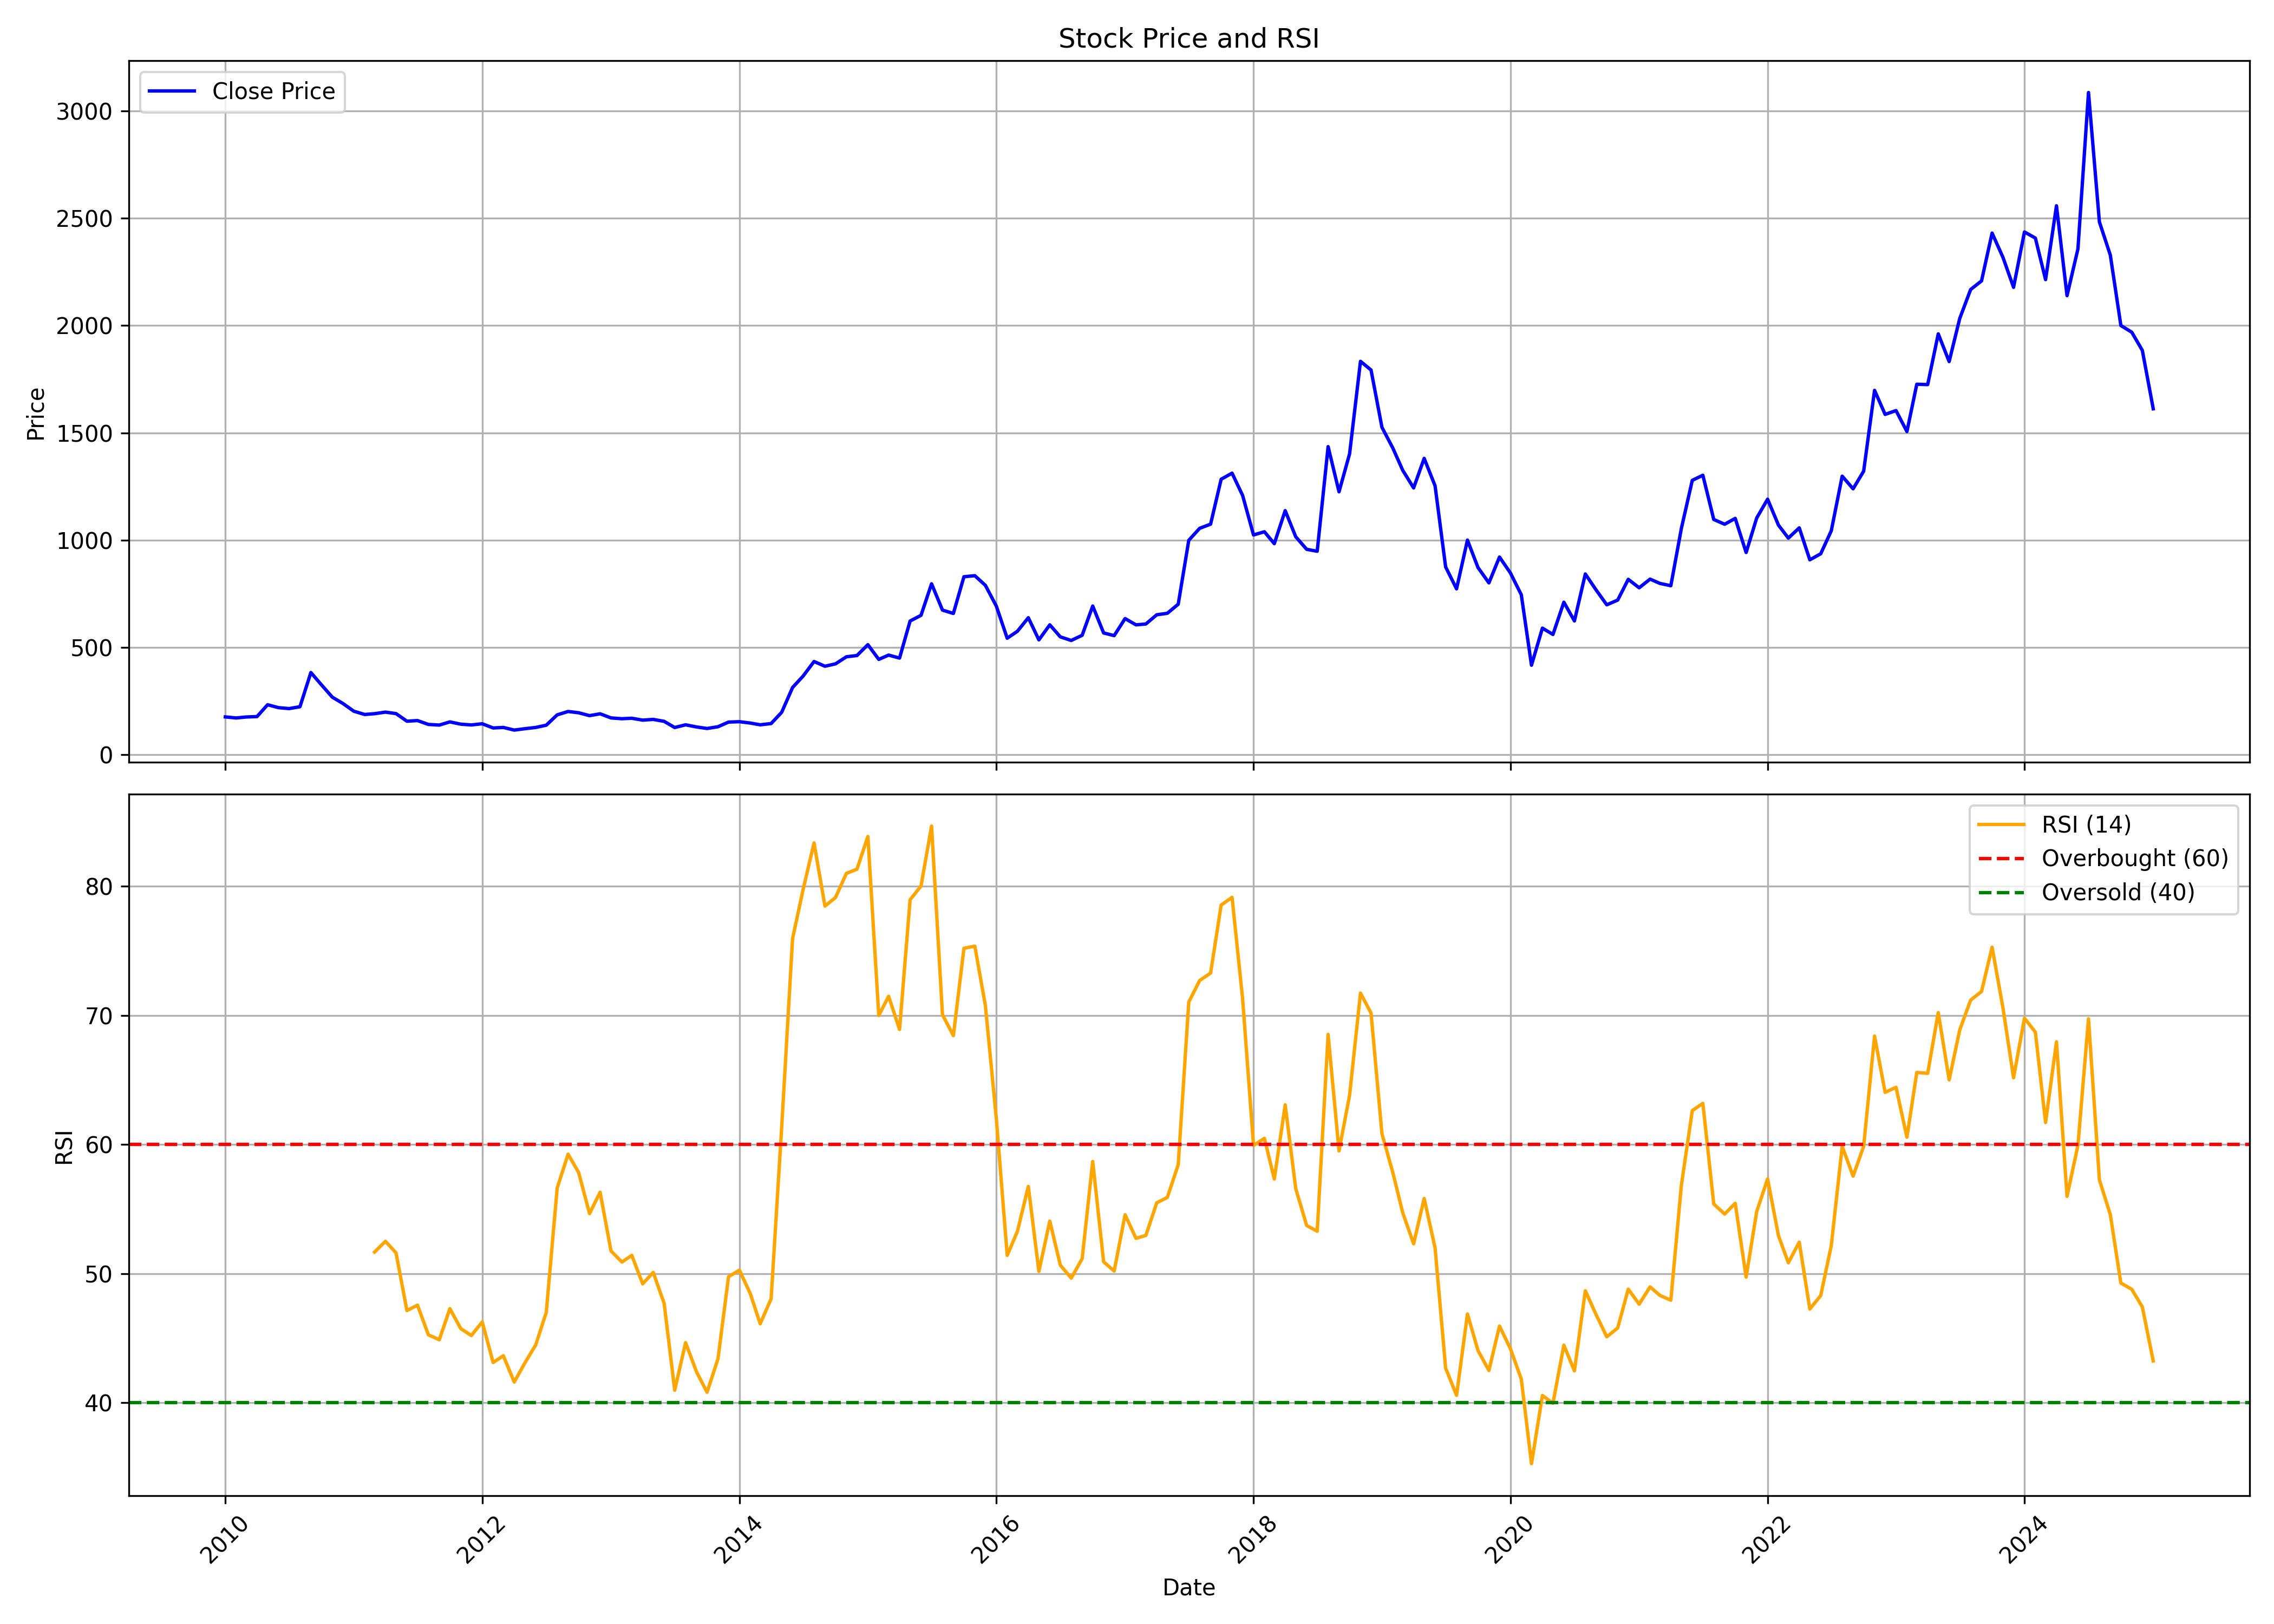 Stock Price and RSI
Close Price
3000
2500
2000
1500
1000
500
0
Price
RSI (14)
Overbought (60)
Oversold (40)
80
70
60
50
40
RSI
2010
2012
2014
2016
2018
2020
2022
2024
Date